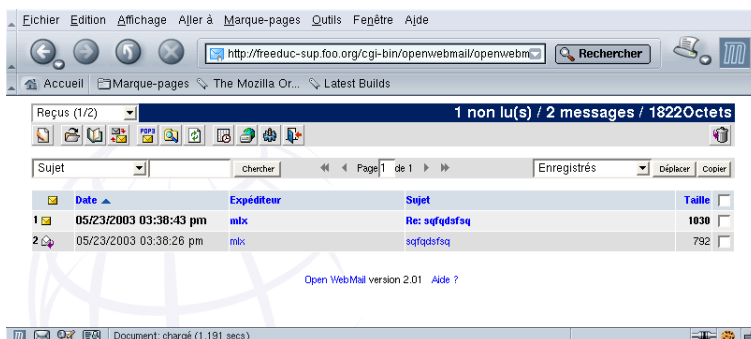 Fichier Edition Affichage Aller à Marque-pages Outils Fenêtre Aide
http://freeduc-sup.foo.org/cgi-bin/openwebmail/openwebm Rechercher
Accueil Marque-pages The Mozilla Or... Latest Builds
Reçus (1/2) 1 non lu(s) / 2 messages / 1822Octets
POP3
Sujet Chercher Page 1 de 1 Enregistrés Déplacer Copier
Date Expéditeur Sujet Taille
1 05/23/2003 03:38:43 pm mlx Re: sqfqdsfsq 1030
2 05/23/2003 03:38:26 pm mlx sqfqdsfsq 792
Open WebMail version 2.01 Aide ?
Document: chargé (1.191 secs)